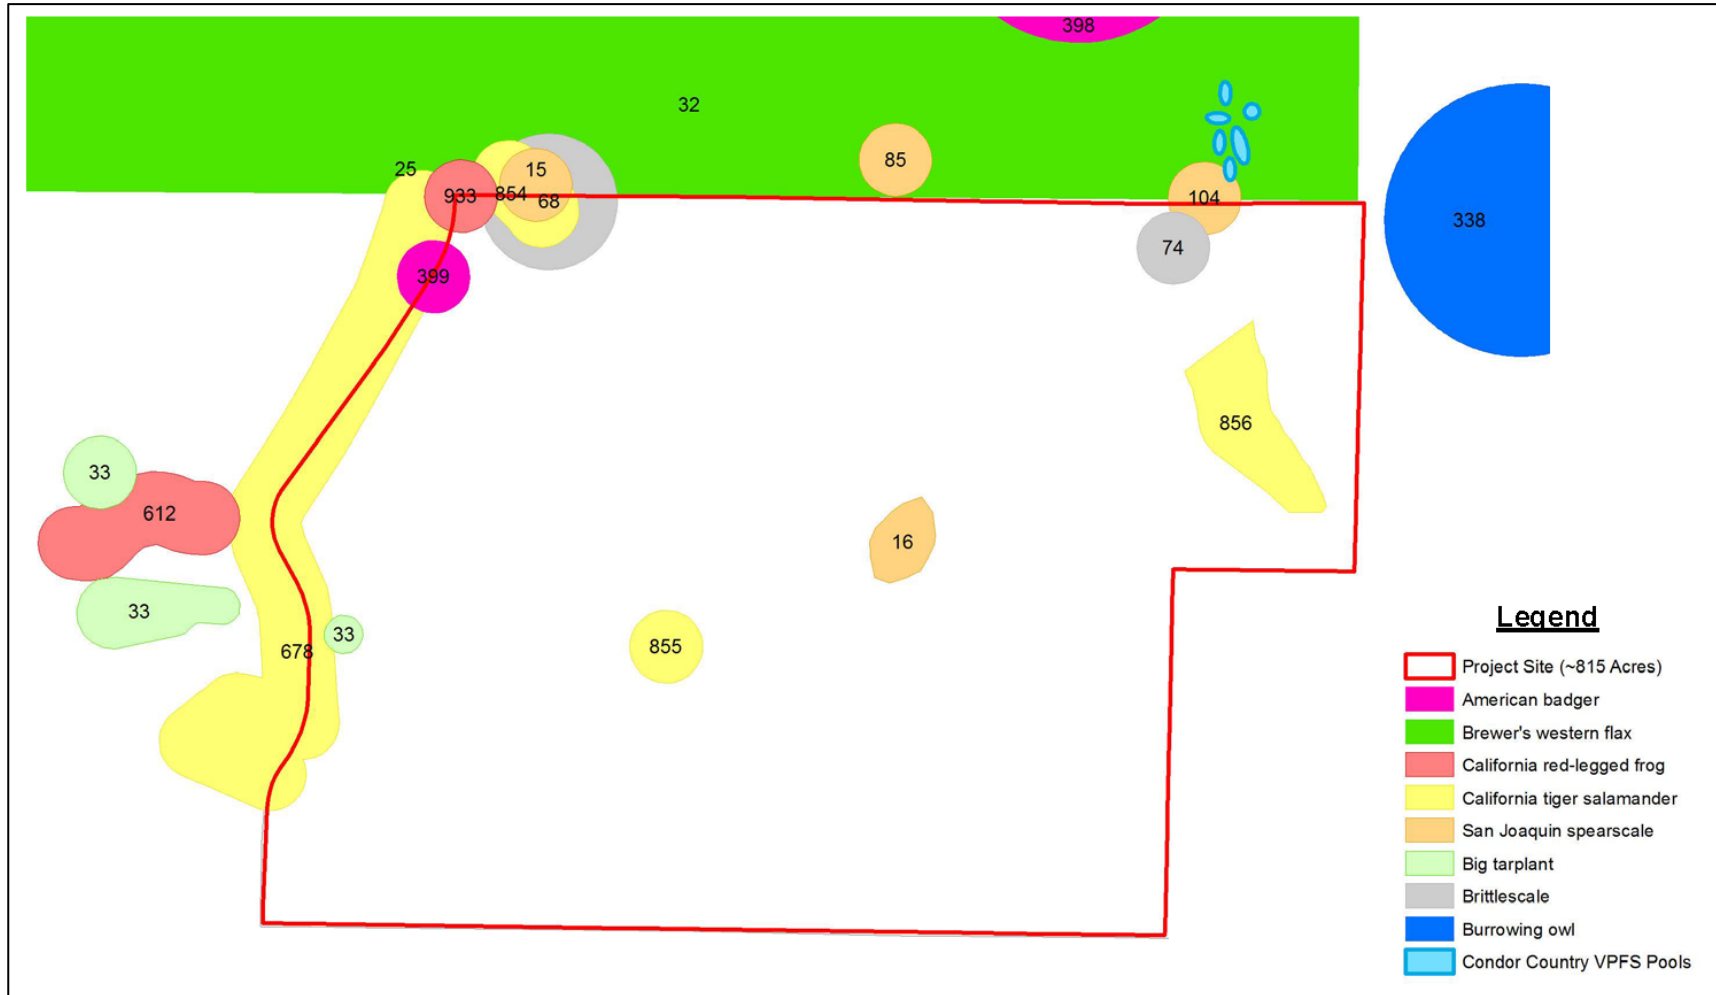 398
32
85
15
25
933
854
68
104
338
74
399
856
33
612
16
33
33
678
855
Legend
Project Site (~815 Acres)
American badger
Brewer's western flax
California red-legged frog
California tiger salamander
San Joaquin spearscale
Big tarplant
Brittlescale
Burrowing owl
Condor Country VPFS Pools